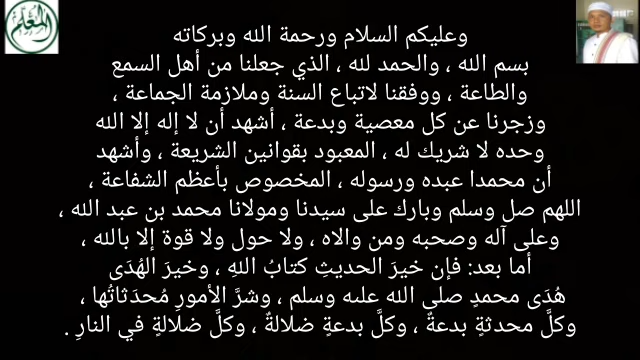 المعلم
وعليكم السلام ورحمة الله وبركاته
بسم الله ، والحمد لله ، الذي جعلنا من أهل السمع
والطاعة ، ووفقنا لاتباع السنة وملازمة الجماعة ،
وزجرنا عن كل معصية وبدعة ، أشهد أن لا إله إلا الله
وحده لا شريك له ، المعبود بقوانين الشريعة ، وأشهد
أن محمدا عبده ورسوله ، المخصوص بأعظم الشفاعة ،
اللهم صل وسلم وبارك على سيدنا ومولانا محمد بن عبد الله ،
وعلى آله وصحبه ومن والاه ، ولا حول ولا قوة إلا بالله ،
أما بعد: فإن خيرَ الحديثِ كتابُ اللهِ ، وخيرَ الهُدَى
هُدَى محمدٍ صلى الله عليه وسلم ، وشرَّ الأمورِ مُحدَثاتُها ،
وكلَّ محدثةٍ بدعةٌ ، وكلَّ بدعةٍ ضلالةٌ ، وكلَّ ضلالةٍ في النارِ .